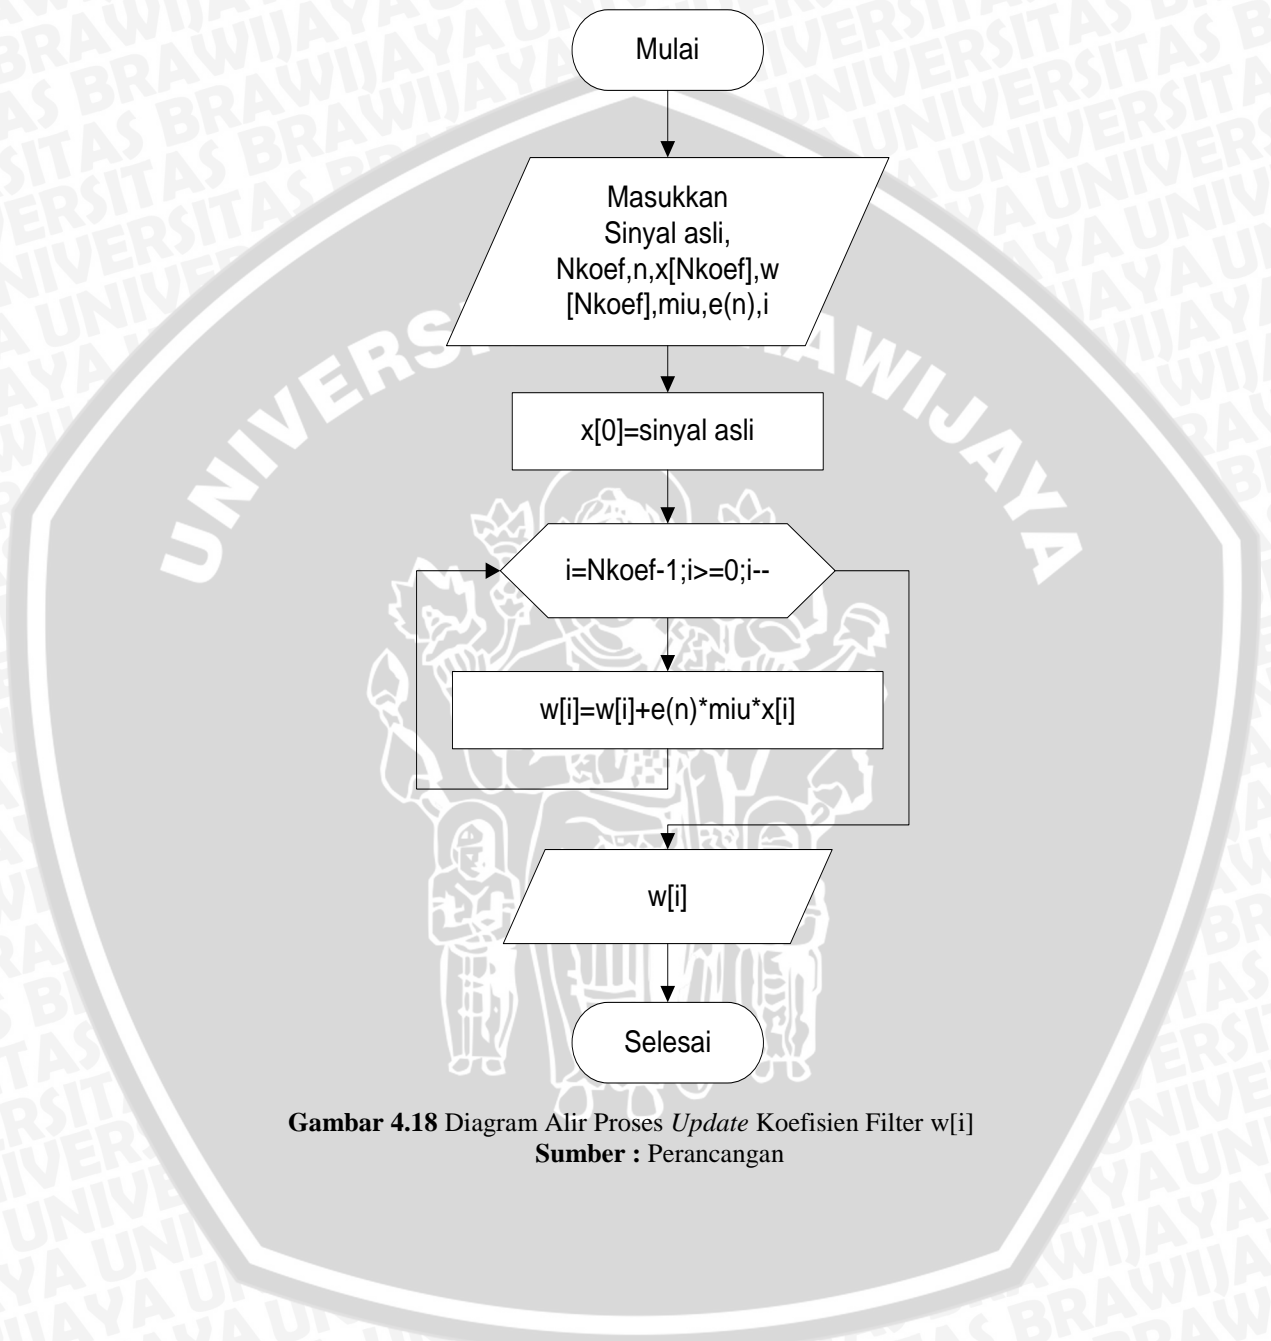 Mulai
Masukkan
Sinyal asli,
Nkoef,n,x[Nkoef],w
[Nkoef],miu,e(n),i
x[0]=sinyal asli
i=Nkoef-1;i>=0;i--
w[i]=w[i]+e(n)*miu*x[i]
w[i]
Selesai
Gambar 4.18 Diagram Alir Proses Update Koefisien Filter w[i]
Sumber : Perancangan